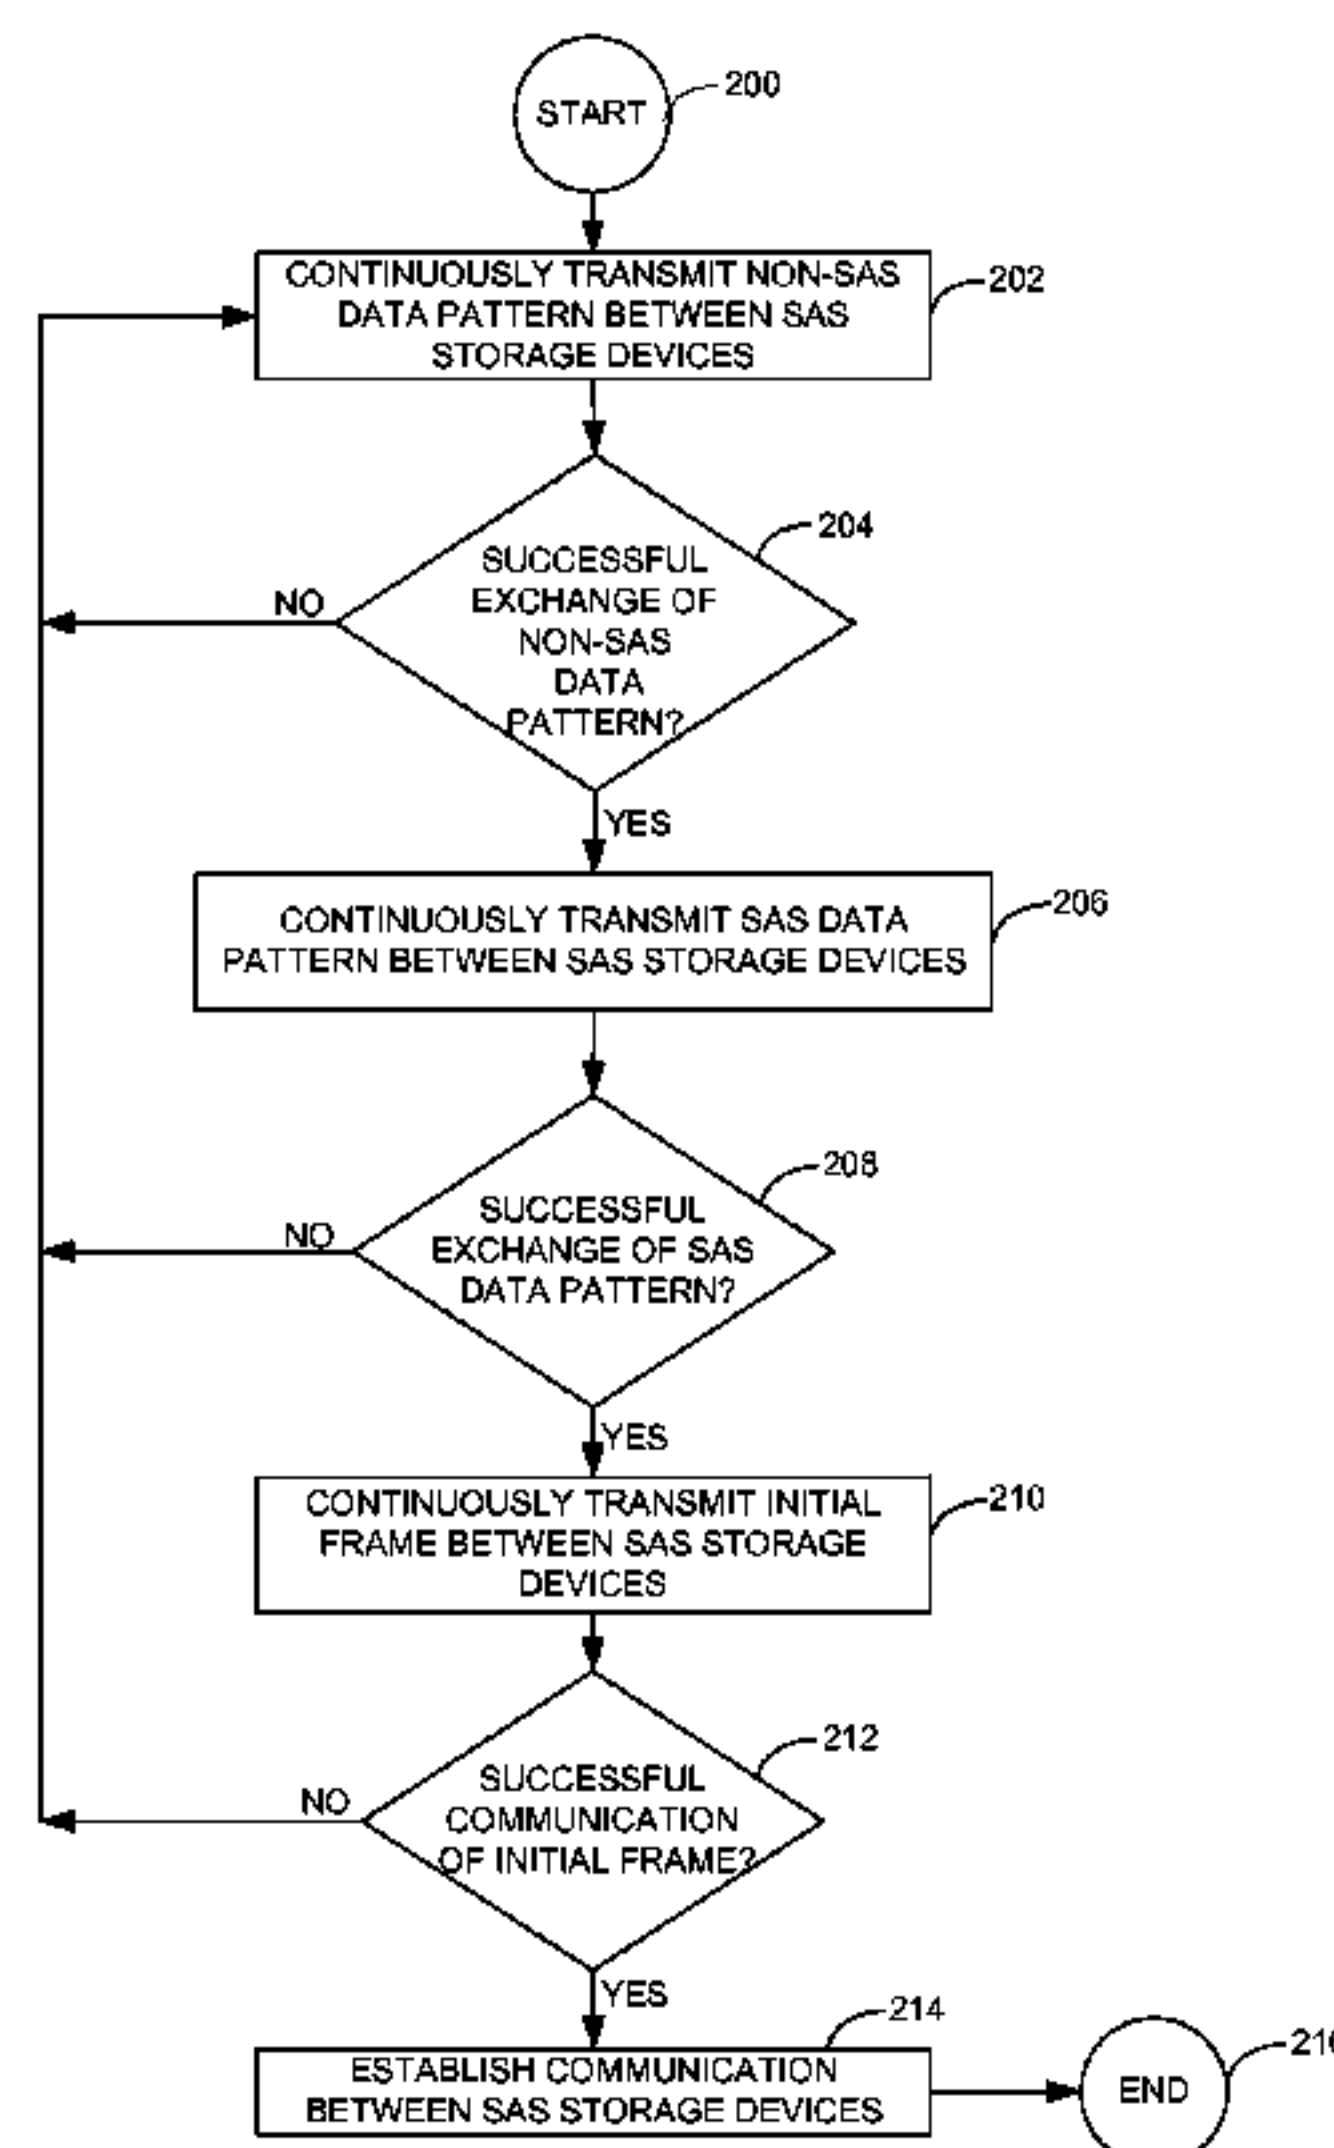 START
200
CONTINUOUSLY TRANSMIT NON-SAS
DATA PATTERN BETWEEN SAS
STORAGE DEVICES
202
204
SUCCESSFUL
EXCHANGE OF
NON-SAS
DATA
PATTERN?
NO
YES
CONTINUOUSLY TRANSMIT SAS DATA
PATTERN BETWEEN SAS STORAGE DEVICES
206
208
SUCCESSFUL
EXCHANGE OF SAS
DATA PATTERN?
NO
YES
CONTINUOUSLY TRANSMIT INITIAL
FRAME BETWEEN SAS STORAGE
DEVICES
210
212
SUCCESSFUL
COMMUNICATION
OF INITIAL FRAME?
NO
YES
214
ESTABLISH COMMUNICATION
BETWEEN SAS STORAGE DEVICES
END